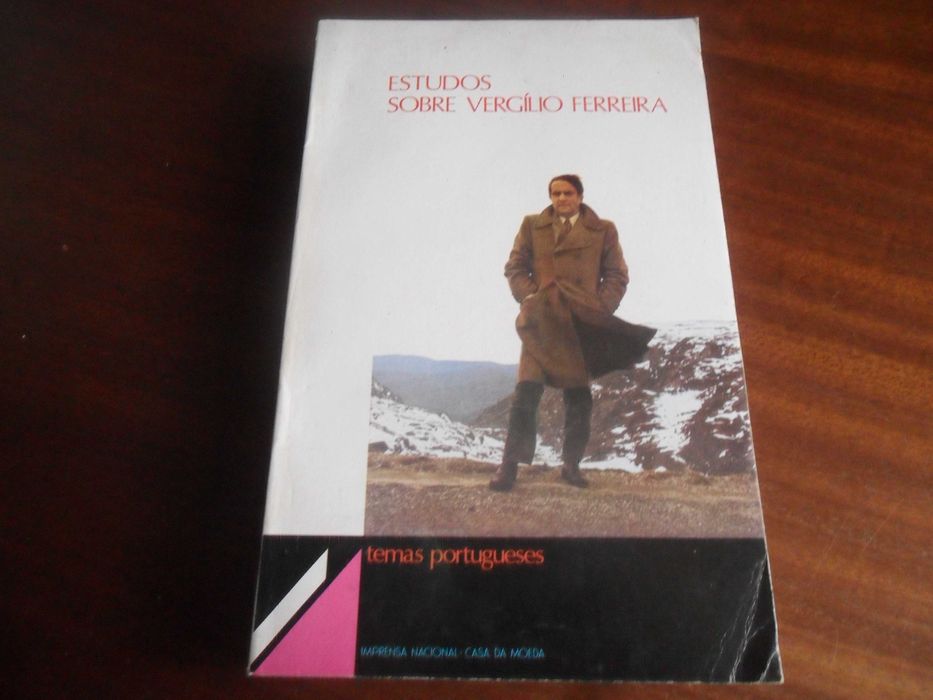 ESTUDOS
SOBRE VERGÍLIO FERREIRA
temas portugueses
IMPRENSA NACIONAL - CASA DA MOEDA